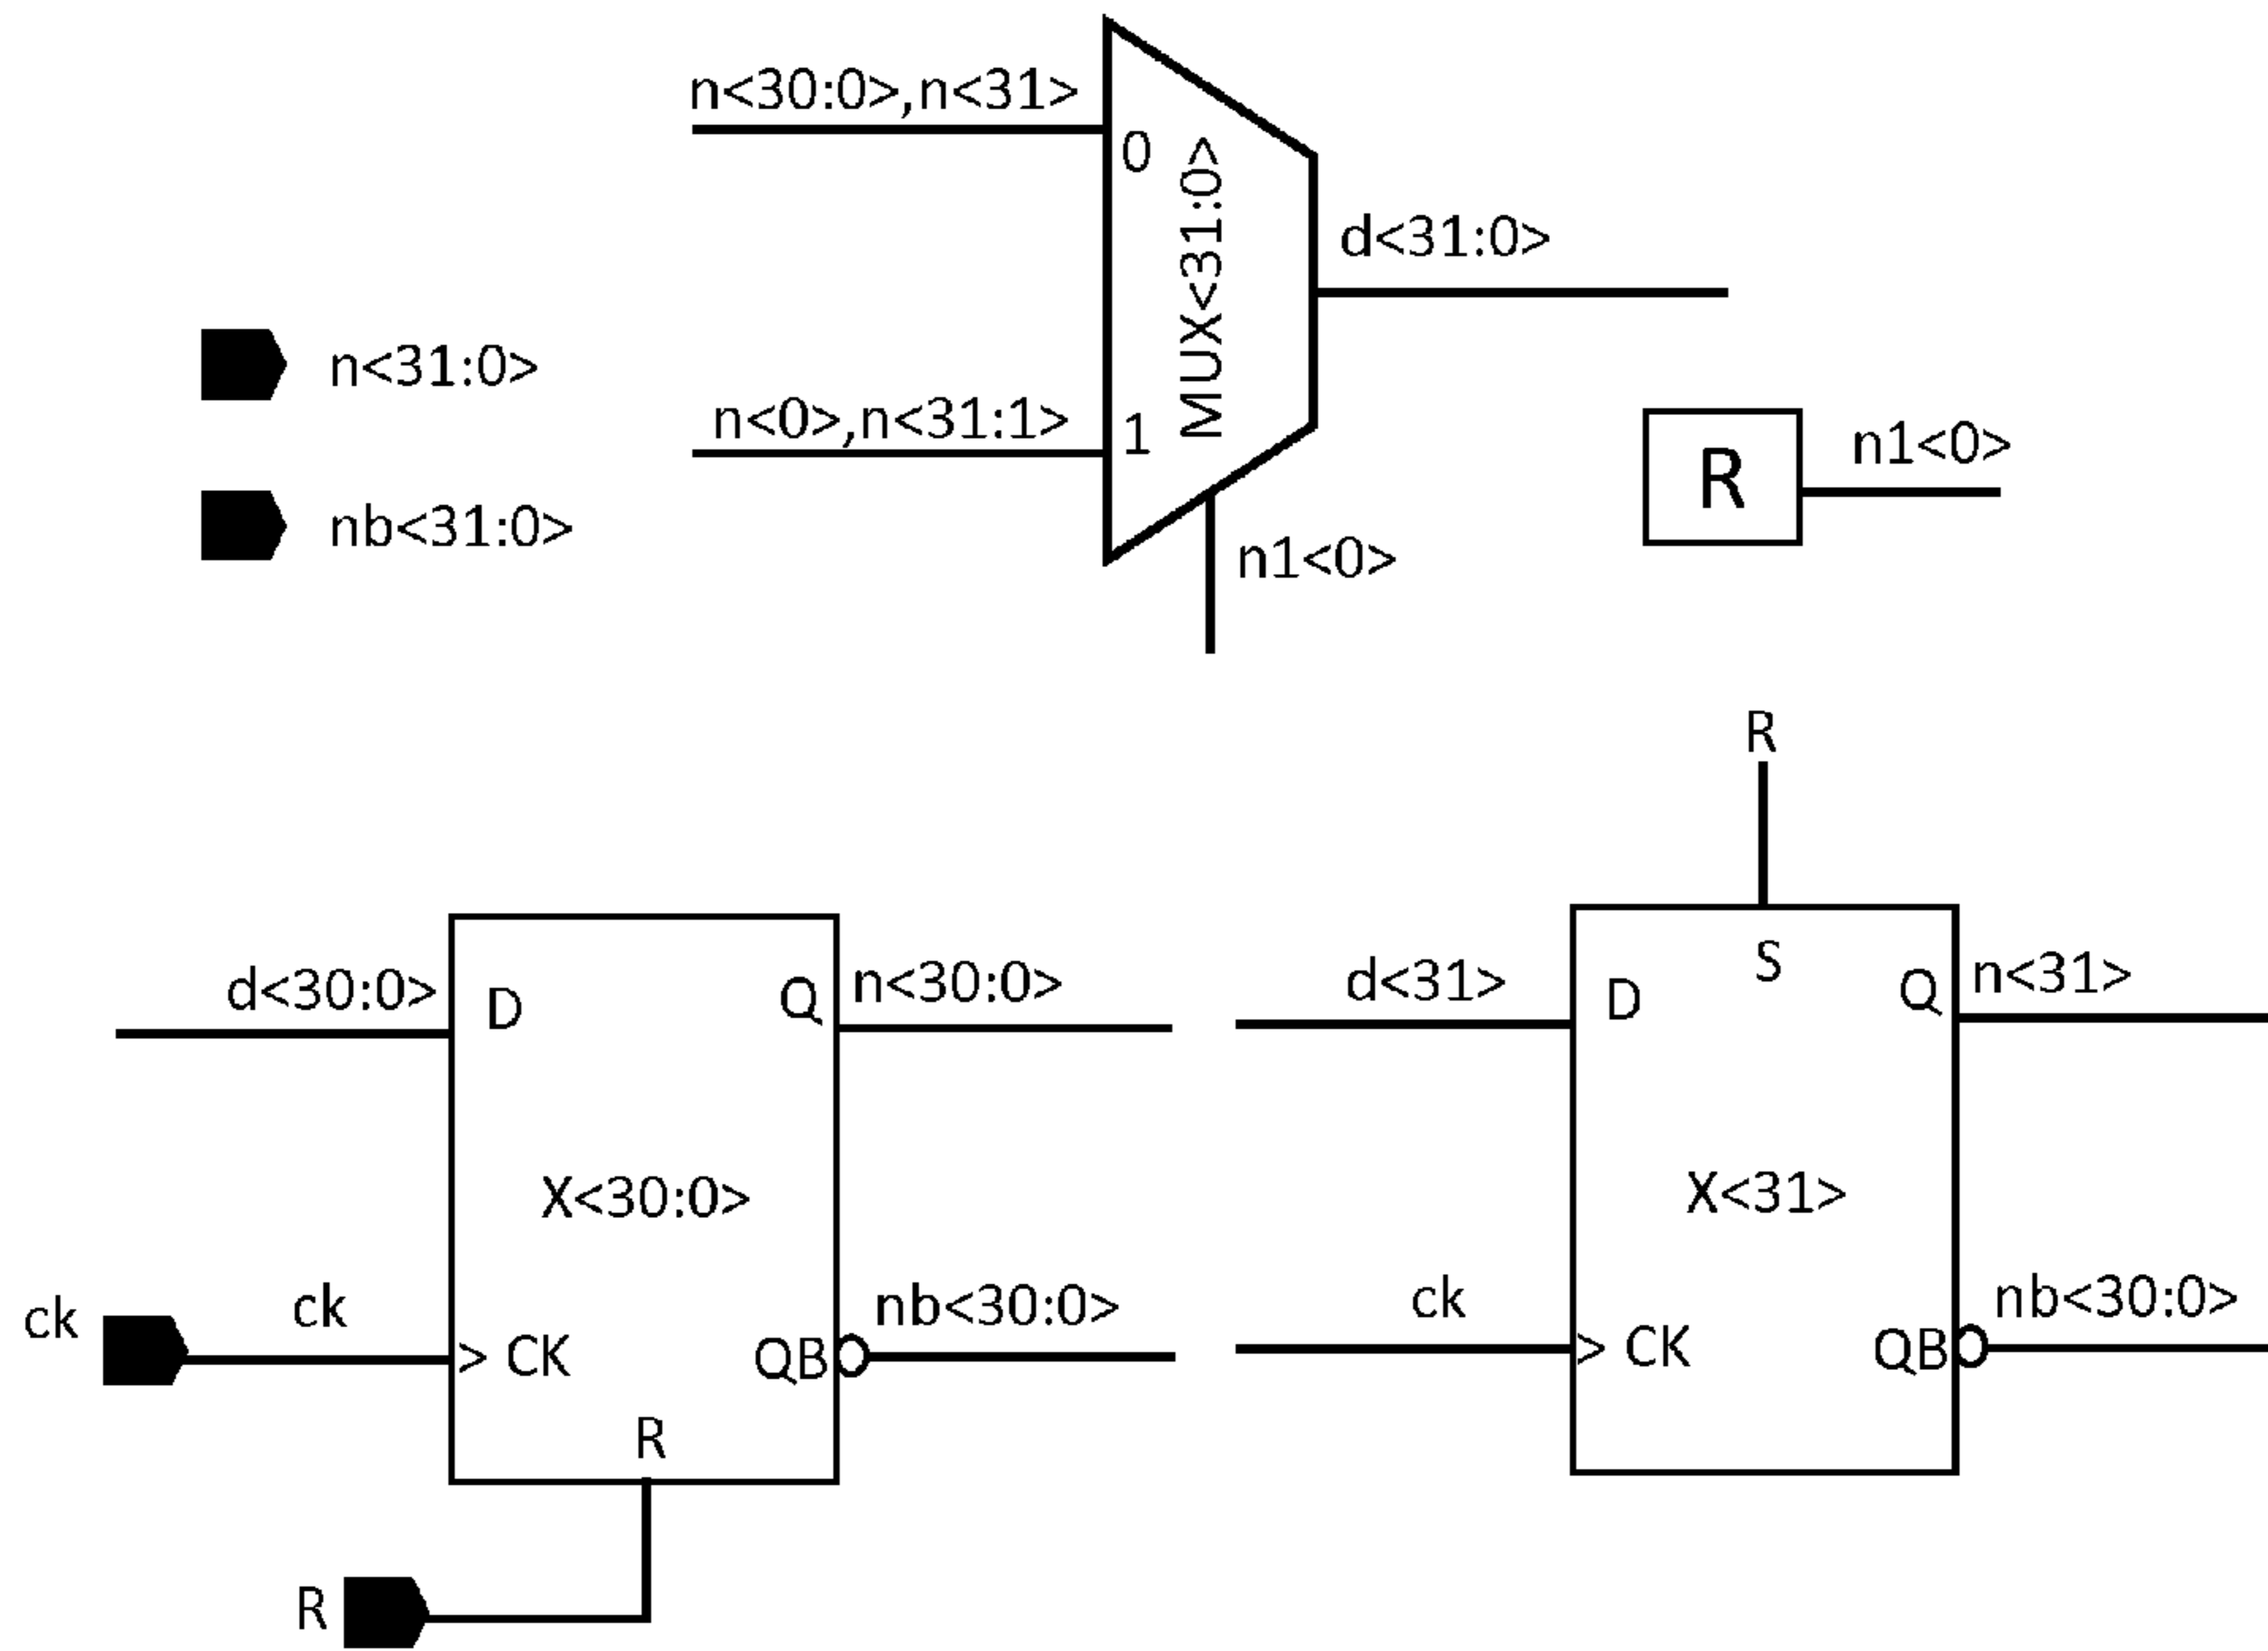 n<30:0>,n<31>
0
MUX<31:0>
d<31:0>
n<31:0>
n<0>,n<31:1>
1
R
n1<0>
nb<31:0>
n1<0>
R
d<30:0>
D
Q
n<30:0>
d<31>
D
S
Q
n<31>
X<30:0>
X<31>
ck
ck
> CK
QB
nb<30:0>
ck
> CK
QB
nb<30:0>
R
R